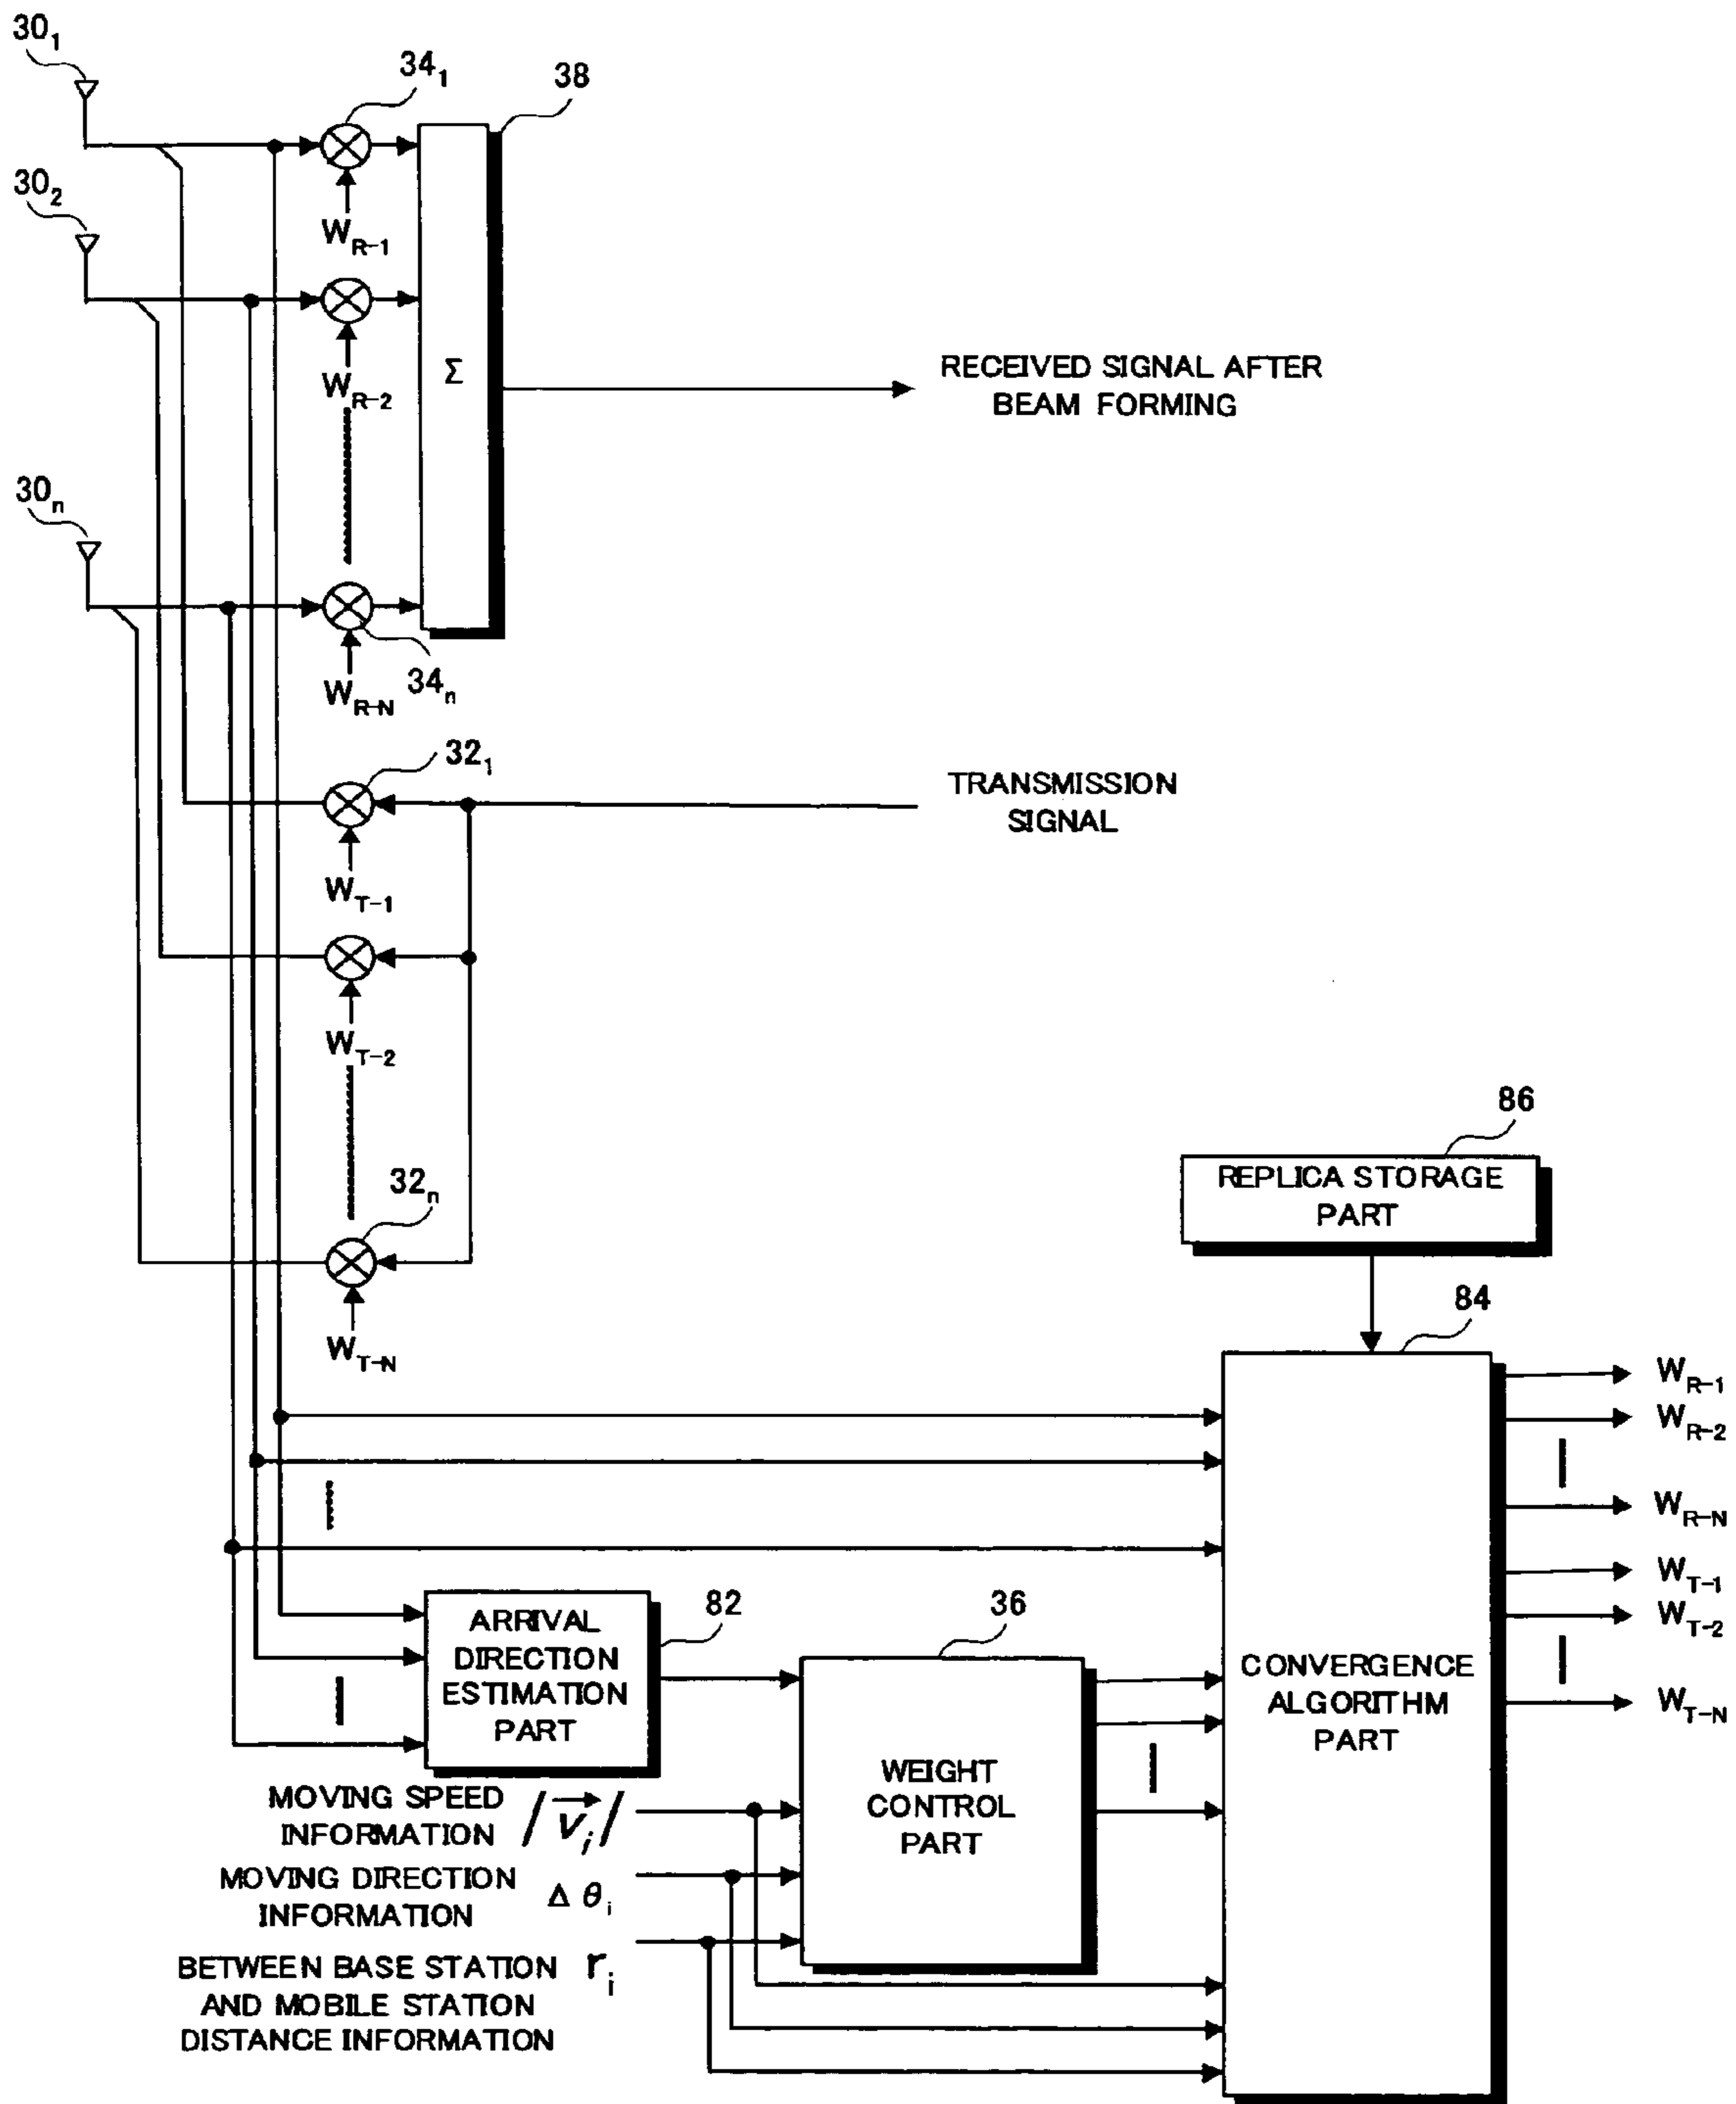 30₁
34₁
38
30₂
W_R-1
Σ
W_R-2
RECEIVED SIGNAL AFTER
BEAM FORMING
30ₙ
W_R-N
34ₙ
32₁
TRANSMISSION
SIGNAL
W_T-1
W_T-2
86
REPLICA STORAGE
PART
32ₙ
84
W_T-N
W_R-1
W_R-2
W_R-N
W_T-1
W_T-2
W_T-N
82
36
ARRIVAL
DIRECTION
ESTIMATION
PART
CONVERGENCE
ALGORITHM
PART
WEIGHT
CONTROL
PART
MOVING SPEED
INFORMATION /v⃗ᵢ/
MOVING DIRECTION
INFORMATION Δθᵢ
BETWEEN BASE STATION rᵢ
AND MOBILE STATION
DISTANCE INFORMATION